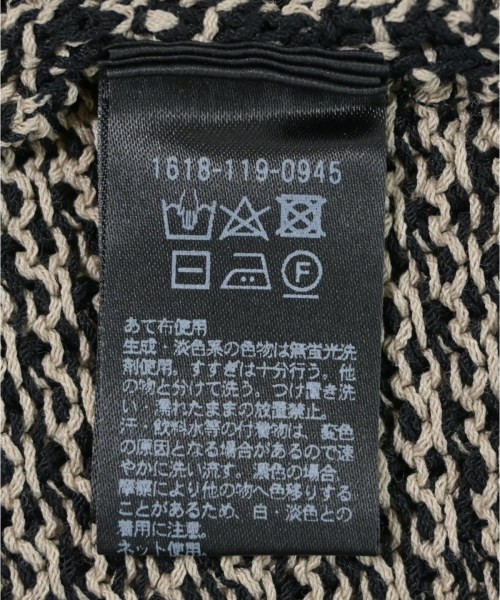 1618-119-0945
F
あて布使用
生成・淡色系の色物は無蛍光洗
剤使用。すすぎは十分行う。他
の物と分けて洗う。つけ置き洗
い・濡れたままの放置禁止。
汗・飲料水等の付着物は、変色
の原因となる場合があるので速
やかに洗い流す。濃色の場合、
摩擦により他の物へ色移りする
ことがあるため、白・淡色との
着用に注意。
ネット使用。